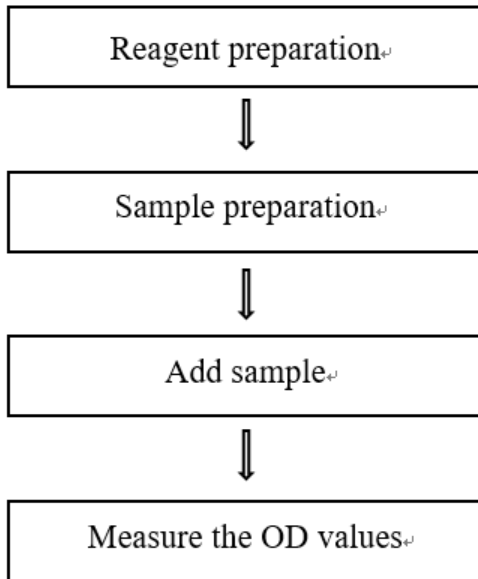 Reagent preparation
Sample preparation
Add sample
Measure the OD values